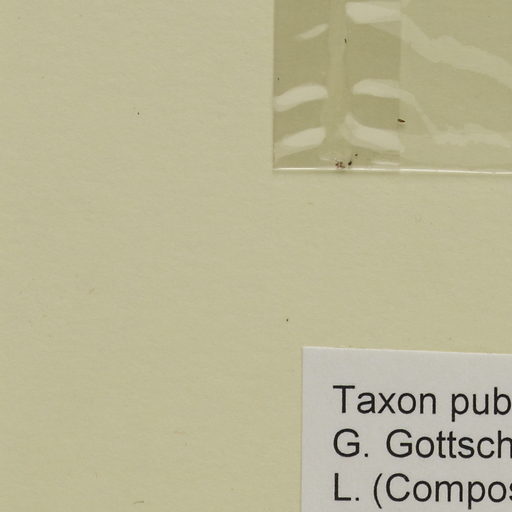 Taxon pub
G. Gottsch
L. (Compos